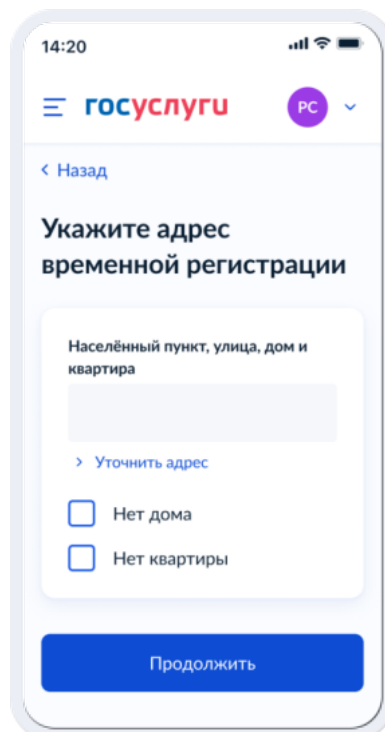 14:20
госуслуги
РС
Назад
Укажите адрес
временной регистрации
Населённый пункт, улица, дом и
квартира
Уточнить адрес
Нет дома
Нет квартиры
Продолжить